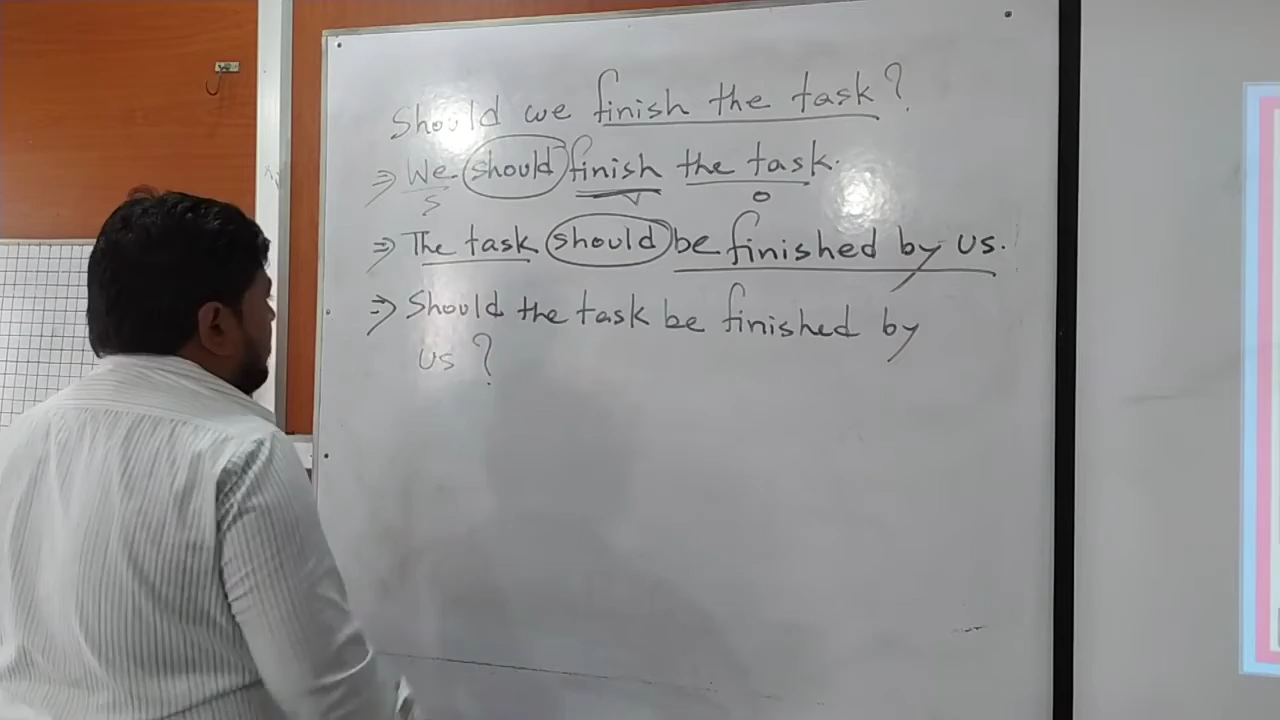 Should we finish the task?
⇒ We should finish the task.
S V O
⇒ The task should be finished by us.
⇒ Should the task be finished by
us?